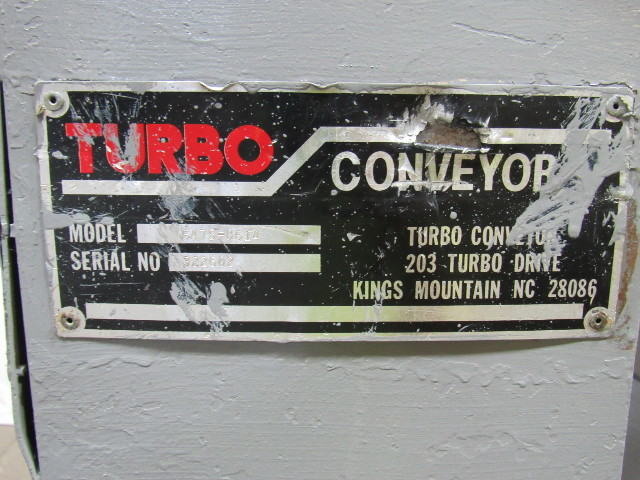 TURBO
CONVEYOR
MODEL
SERIAL NO
TURBO CONVEYOR
203 TURBO DRIVE
KINGS MOUNTAIN NC 28086